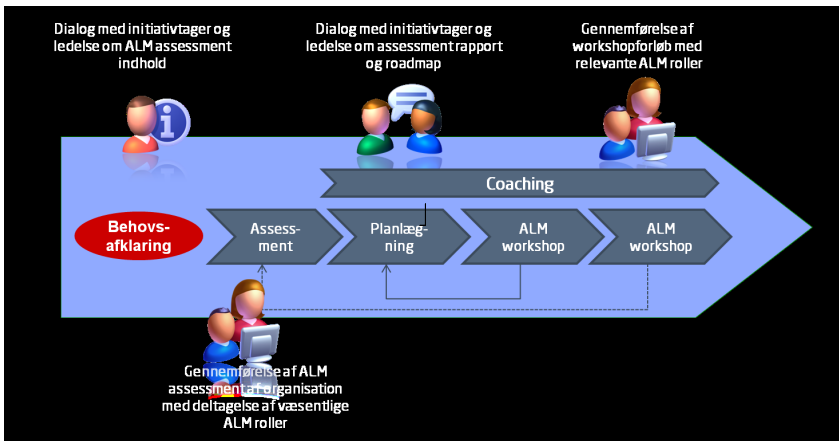 Dialog med initiativtager og
ledelse om ALM assessment
indhold
Dialog med initiativtager og
ledelse om assessment rapport
og roadmap
Gennemførelse af
workshopforløb med
relevante ALM roller
Coaching
Behovs-
afklaring
Assess-
ment
Planlæg-
ning
ALM
workshop
ALM
workshop
Gennemførelse af ALM
assessment af organisation
med deltagelse af væsentlige
ALM roller